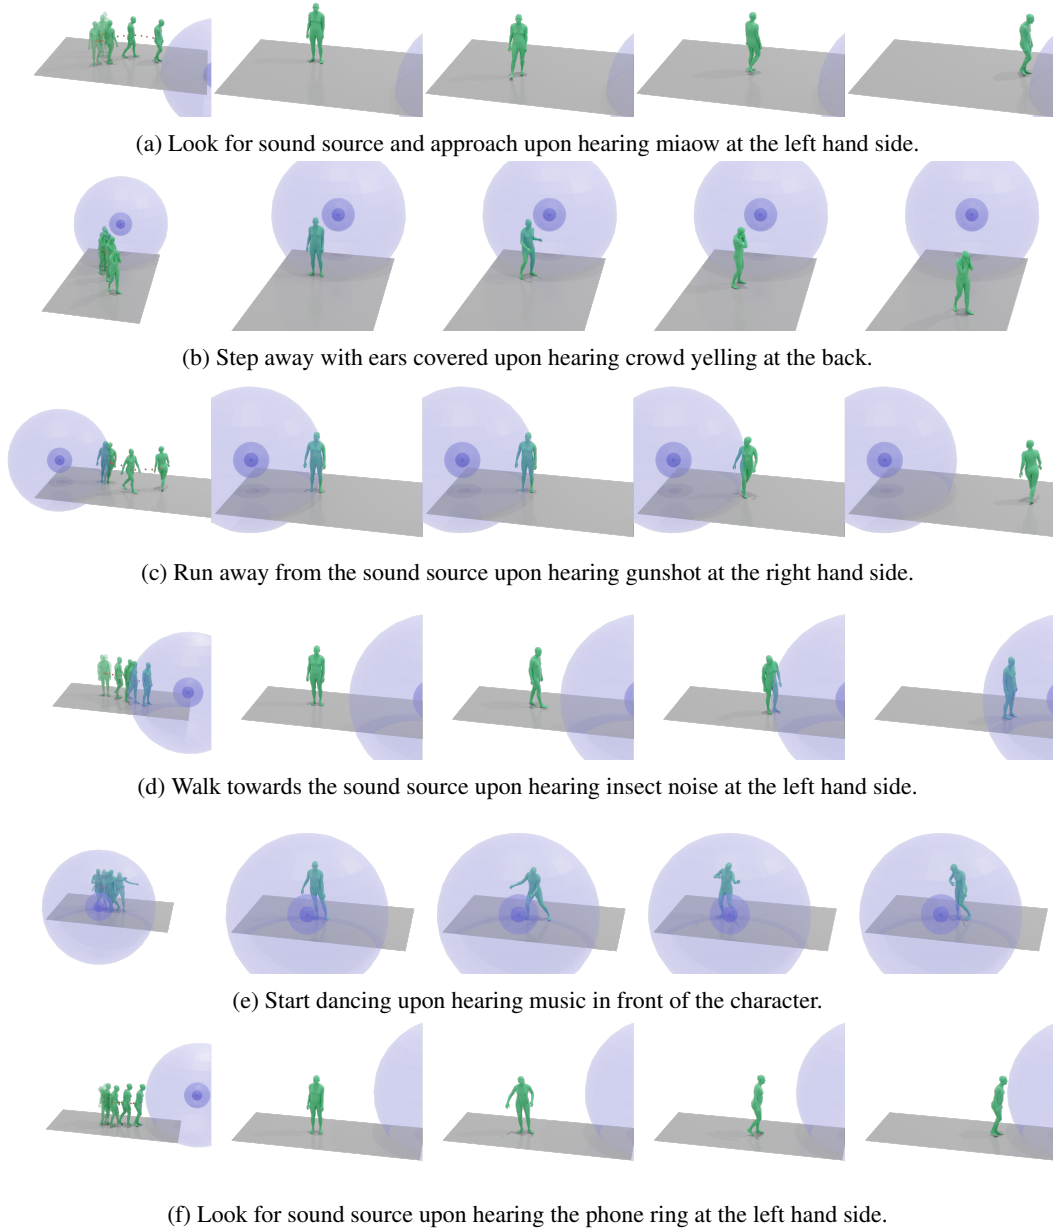 (a) Look for sound source and approach upon hearing miaow at the left hand side.
(b) Step away with ears covered upon hearing crowd yelling at the back.
(c) Run away from the sound source upon hearing gunshot at the right hand side.
(d) Walk towards the sound source upon hearing insect noise at the left hand side.
(e) Start dancing upon hearing music in front of the character.
(f) Look for sound source upon hearing the phone ring at the left hand side.